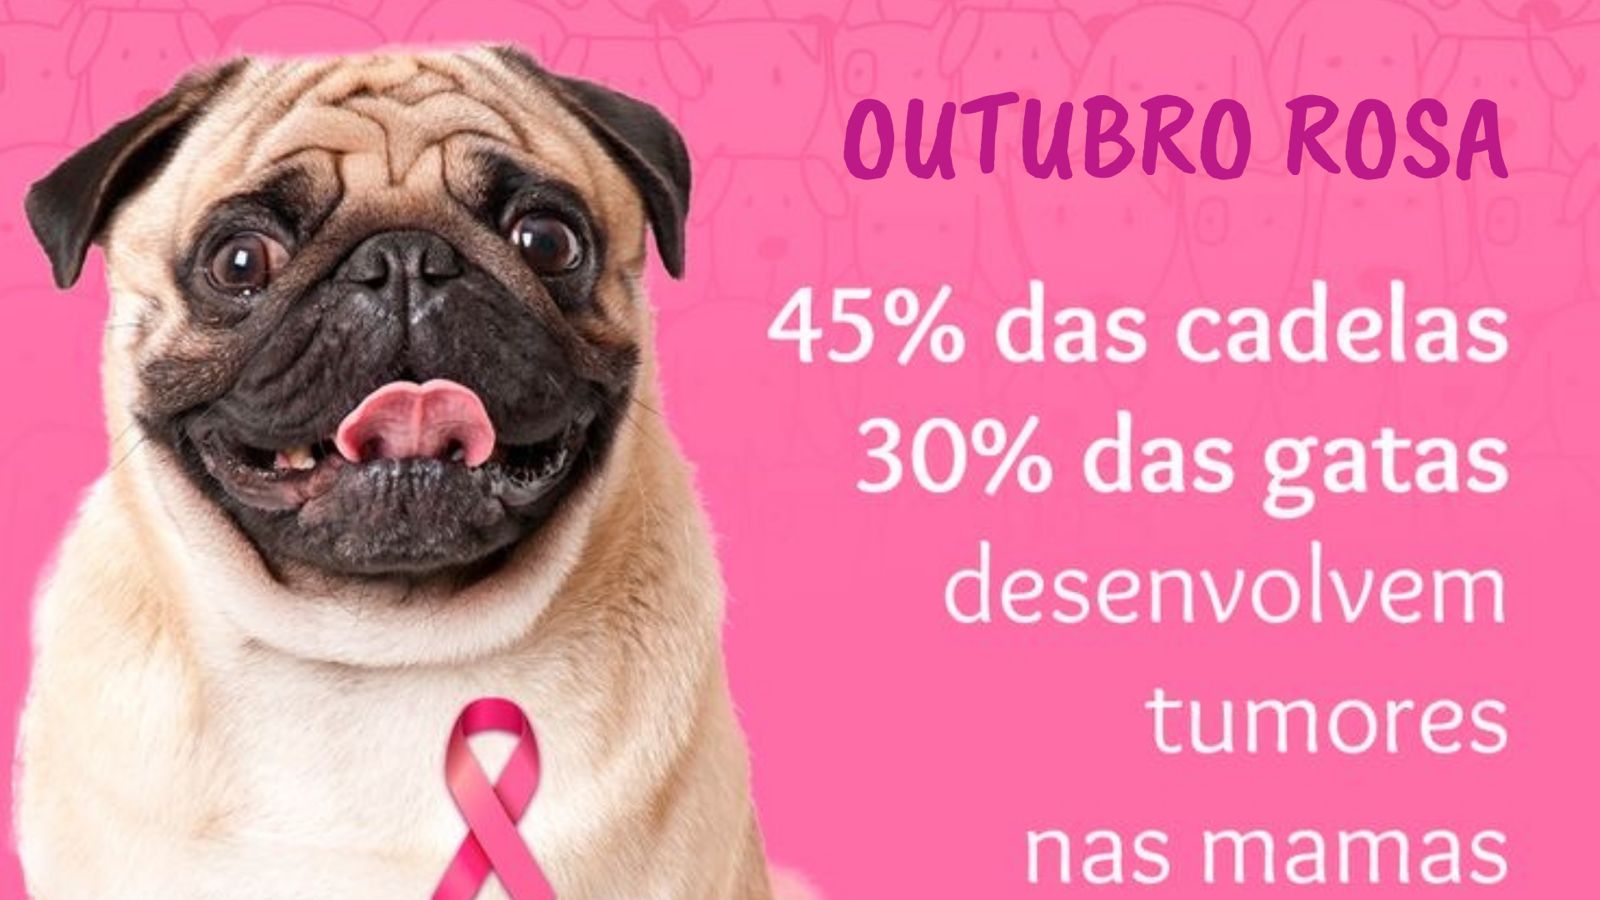 OUTUBRO ROSA
45% das cadelas
30% das gatas
desenvolvem
tumores
nas mamas